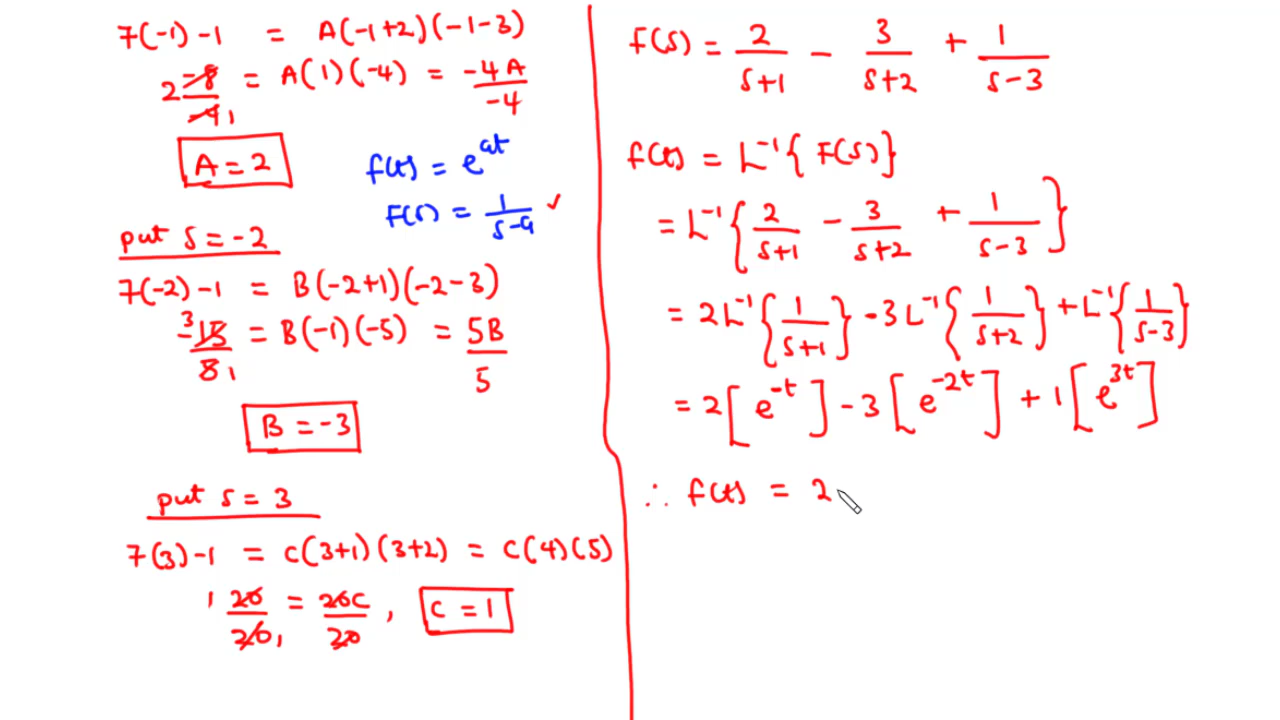 7(-1)-1 = A(-1+2)(-1-3)
2 -8/-4 1 = A(1)(-4) = -4A/-4
A = 2
f(t) = e^at
F(s) = 1/(s-a) ✓
put s = -2
7(-2)-1 = B(-2+1)(-2-3)
-3 -15/8 1 = B(-1)(-5) = 5B/5
B = -3
put s = 3
7(3)-1 = C(3+1)(3+2) = C(4)(5)
1 20/20 1 = 20C/20 , C = 1
F(s) = 2/(s+1) - 3/(s+2) + 1/(s-3)
f(t) = L^-1{ F(s)}
= L^-1{ 2/(s+1) - 3/(s+2) + 1/(s-3) }
= 2L^-1{ 1/(s+1) } - 3L^-1{ 1/(s+2) } + L^-1{ 1/(s-3) }
= 2[ e^-t ] - 3[ e^-2t ] + 1[ e^3t ]
∴ f(t) = 2